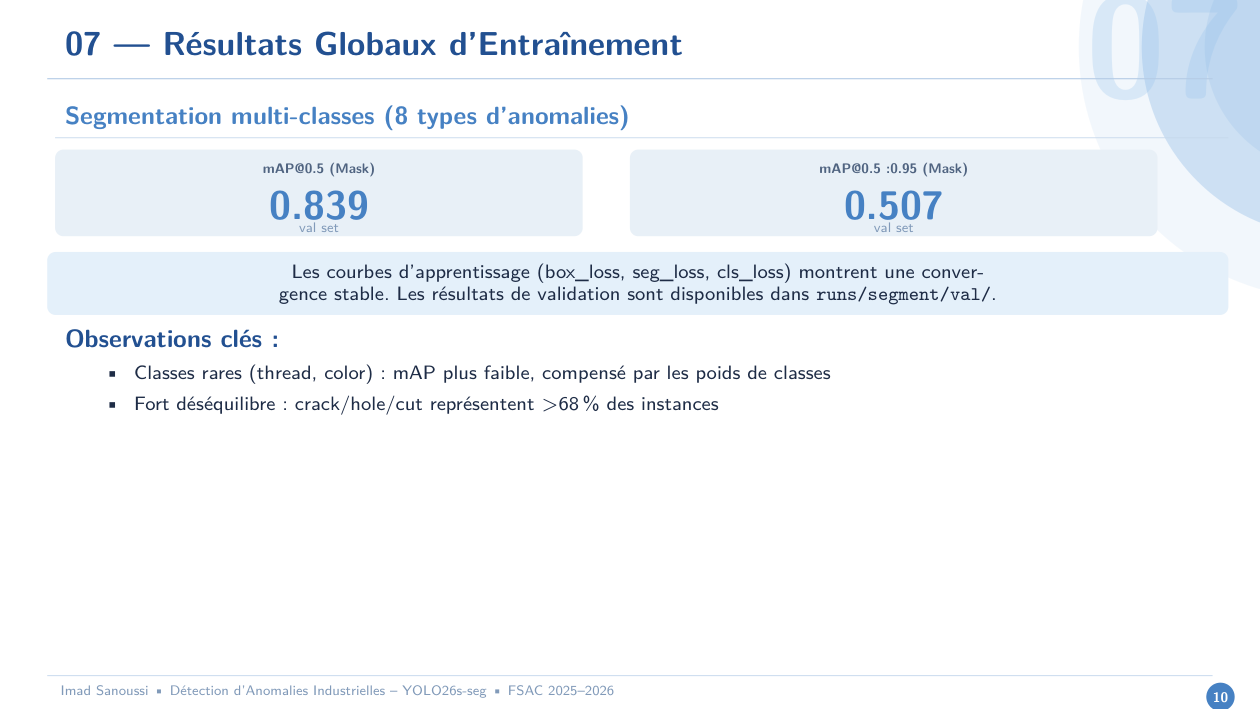 07
07 — Résultats Globaux d'Entraînement
Segmentation multi-classes (8 types d'anomalies)
mAP@0.5 (Mask)
0.839
val set
mAP@0.5 :0.95 (Mask)
0.507
val set
Les courbes d'apprentissage (box_loss, seg_loss, cls_loss) montrent une conver-
gence stable. Les résultats de validation sont disponibles dans runs/segment/val/.
Observations clés :
▪ Classes rares (thread, color) : mAP plus faible, compensé par les poids de classes
▪ Fort déséquilibre : crack/hole/cut représentent >68 % des instances
Imad Sanoussi ▪ Détection d'Anomalies Industrielles – YOLO26s-seg ▪ FSAC 2025–2026
10